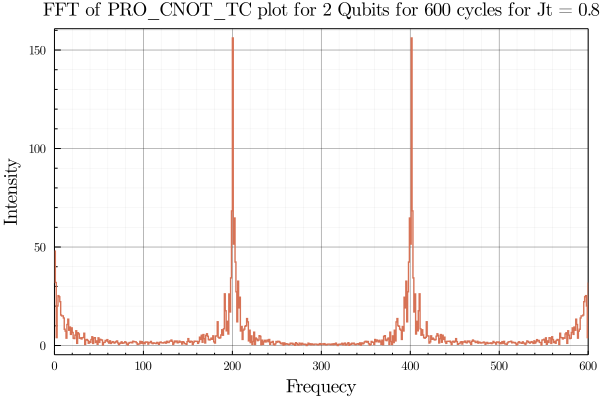 FFT of PRO_CNOT_TC plot for 2 Qubits for 600 cycles for Jt = 0.8
150
100
50
0
Intensity
0 100 200 300 400 500 600
Frequecy